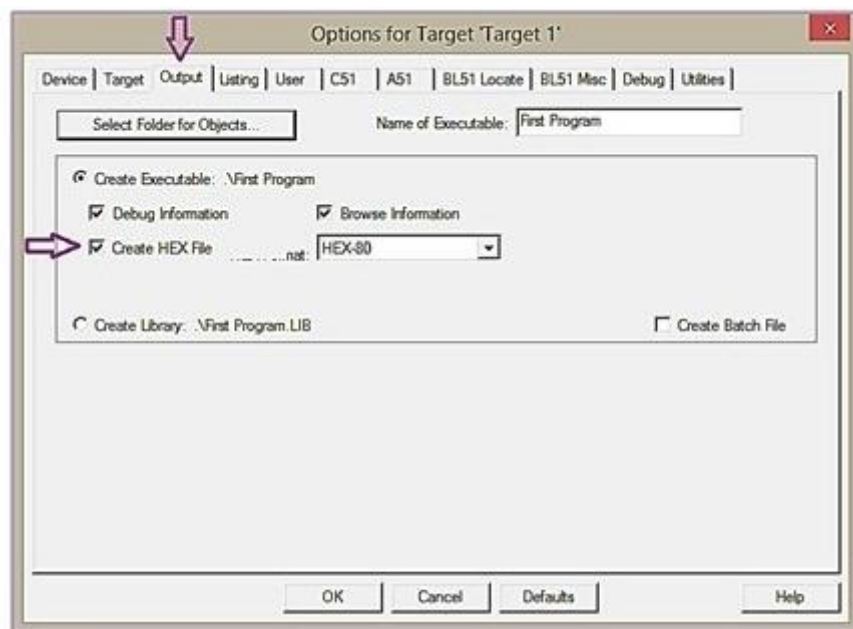 Options for Target 'Target 1'
Device Target Output Listing User C51 A51 BL51 Locate BL51 Misc Debug Utilities
Select Folder for Objects... Name of Executable: First Program
Create Executable: .\First Program
Debug Information Browse Information
Create HEX File HEX-80
Create Library: .\First Program.LIB Create Batch File
OK Cancel Defaults Help